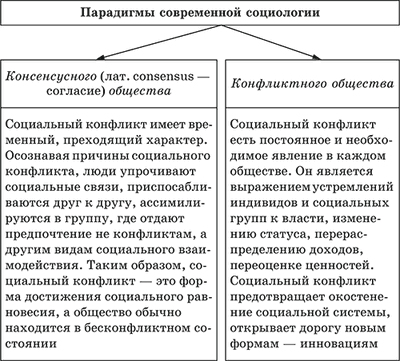 Парадигмы современной социологии
Консенсусного (лат. consensus —
согласие) общества
Социальный конфликт имеет вре-
менный, преходящий характер.
Осознавая причины социального
конфликта, люди упрочивают
социальные связи, приспосабли-
ваются друг к другу, ассимили-
руются в группу, где отдают
предпочтение не конфликтам, а
другим видам социального взаи-
модействия. Таким образом, со-
циальный конфликт — это фор-
ма достижения социального рав-
новесия, а общество обычно
находится в бесконфликтном со-
стоянии
Конфликтного общества
Социальный конфликт
есть постоянное и необхо-
димое явление в каждом
обществе. Он является
выражением устремлений
индивидов и социальных
групп к власти, измене-
нию статуса, перерас-
пределению доходов,
переоценке ценностей.
Социальный конфликт
предотвращает окостене-
ние социальной системы,
открывает дорогу новым
формам — инновациям